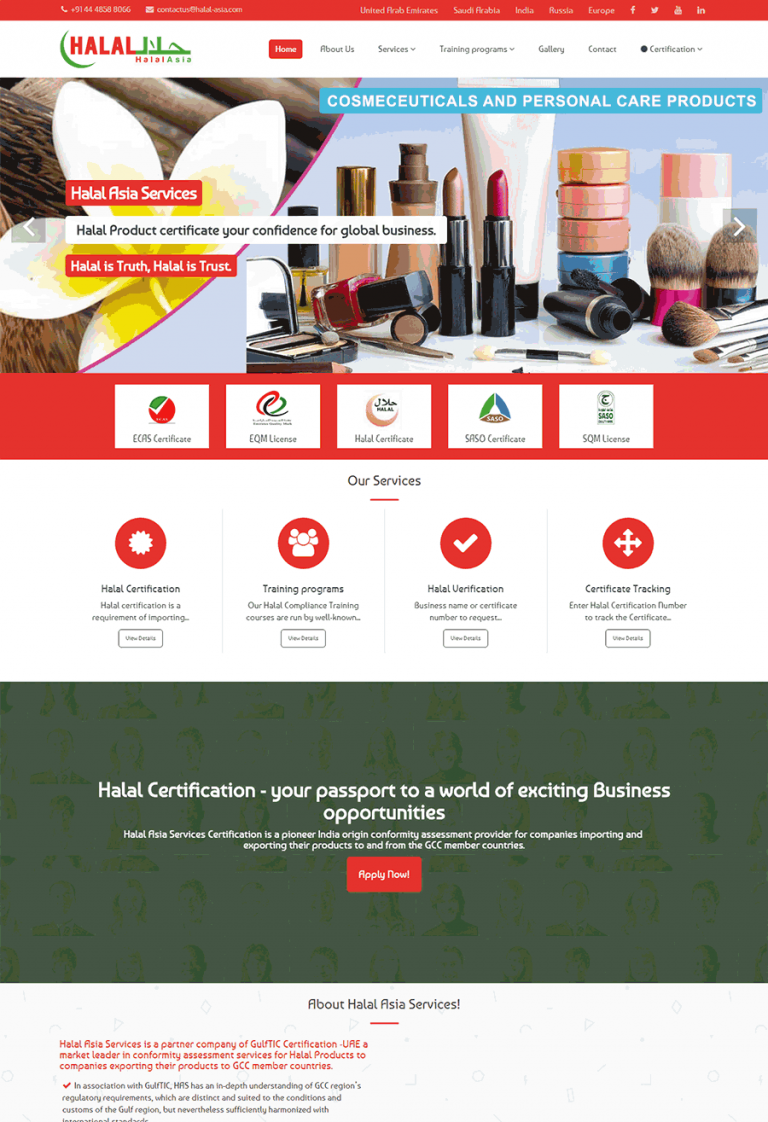 +91 44 4858 8066
contactus@halal-asia.com
United Arab Emirates
Saudi Arabia
India
Russia
Europe
HALAL حلال
HalalAsia
Home
About Us
Services
Training programs
Gallery
Contact
Certification
COSMECEUTICALS AND PERSONAL CARE PRODUCTS
Halal Asia Services
Halal Product certificate your confidence for global business.
Halal is Truth, Halal is Trust.
حلال
HALAL
SASO
SASO
ECAS Certificate
EQM License
Halal Certificate
SASO Certificate
SQM License
Our Services
Halal Certification
Halal certification is a
requirement of importing...
View Details
Training programs
Our Halal Compliance Training
courses are run by well-known...
View Details
Halal Verification
Business name or certificate
number to request...
View Details
Certificate Tracking
Enter Halal Certification Number
to track the Certificate...
View Details
Halal Certification - your passport to a world of exciting Business
opportunities
Halal Asia Services Certification is a pioneer India origin conformity assessment provider for companies importing and
exporting their products to and from the GCC member countries.
Apply Now!
About Halal Asia Services!
Halal Asia Services is a partner company of GulfTIC Certification -UAE a
market leader in conformity assessment services for Halal Products to
companies exporting their products to GCC member countries.
In association with GulfTIC, HAS has an in-depth understanding of GCC region's
regulatory requirements, which are distinct and suited to the conditions and
customs of the Gulf region, but nevertheless sufficiently harmonized with
international standards